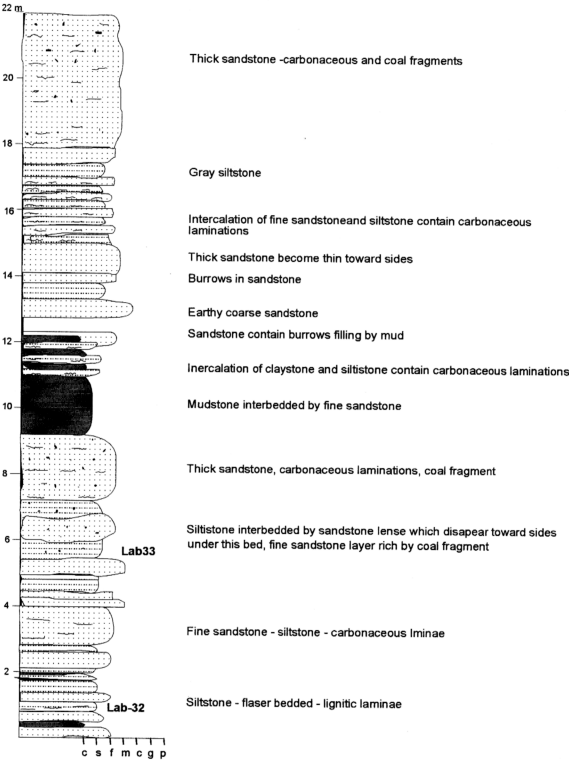 22 m
Thick sandstone -carbonaceous and coal fragments
20
18
Gray siltstone
16
Intercalation of fine sandstoneand siltstone contain carbonaceous
laminations
Thick sandstone become thin toward sides
14
Burrows in sandstone
Earthy coarse sandstone
Sandstone contain burrows filling by mud
12
Inercalation of claystone and siltistone contain carbonaceous laminations
Mudstone interbedded by fine sandstone
10
Thick sandstone, carbonaceous laminations, coal fragment
8
Siltistone interbedded by sandstone lense which disapear toward sides
under this bed, fine sandstone layer rich by coal fragment
6
Lab33
4
Fine sandstone - siltstone - carbonaceous lminae
2
Lab-32
Siltstone - flaser bedded - lignitic laminae
c s f m c g p